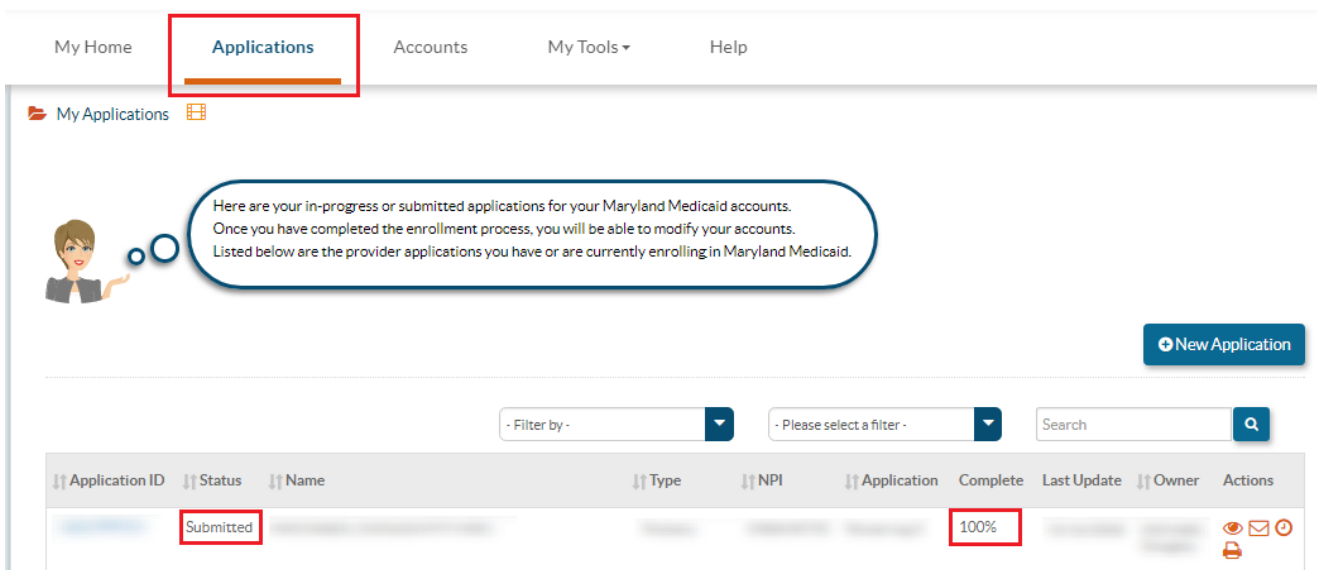 My Home Applications Accounts My Tools Help
My Applications
Here are your in-progress or submitted applications for your Maryland Medicaid accounts.
Once you have completed the enrollment process, you will be able to modify your accounts.
Listed below are the provider applications you have or are currently enrolling in Maryland Medicaid.
New Application
- Filter by - - Please select a filter - Search
Application ID Status Name Type NPI Application Complete Last Update Owner Actions
Submitted 100%